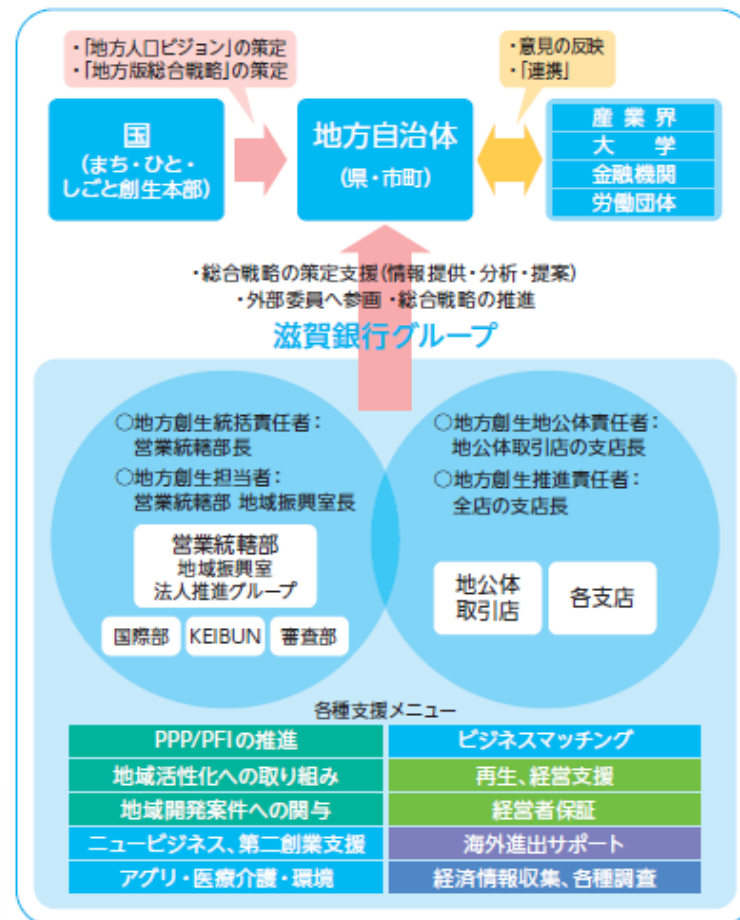 ・「地方人口ビジョン」の策定
・「地方版総合戦略」の策定
・意見の反映
・「連携」
国
(まち・ひと・
しごと創生本部)
地方自治体
(県・市町)
産業界
大学
金融機関
労働団体
・総合戦略の策定支援(情報提供・分析・提案)
・外部委員へ参画 ・総合戦略の推進
滋賀銀行グループ
○地方創生統括責任者:
営業統轄部長
○地方創生担当者:
営業統轄部 地域振興室長
営業統轄部
地域振興室
法人推進グループ
国際部
KEIBUN
審査部
○地方創生地公体責任者:
地公体取引店の支店長
○地方創生推進責任者:
全店の支店長
地公体
取引店
各支店
各種支援メニュー
PPP/PFIの推進
ビジネスマッチング
地域活性化への取り組み
再生、経営支援
地域開発案件への関与
経営者保証
ニュービジネス、第二創業支援
海外進出サポート
アグリ・医療介護・環境
経済情報収集、各種調査